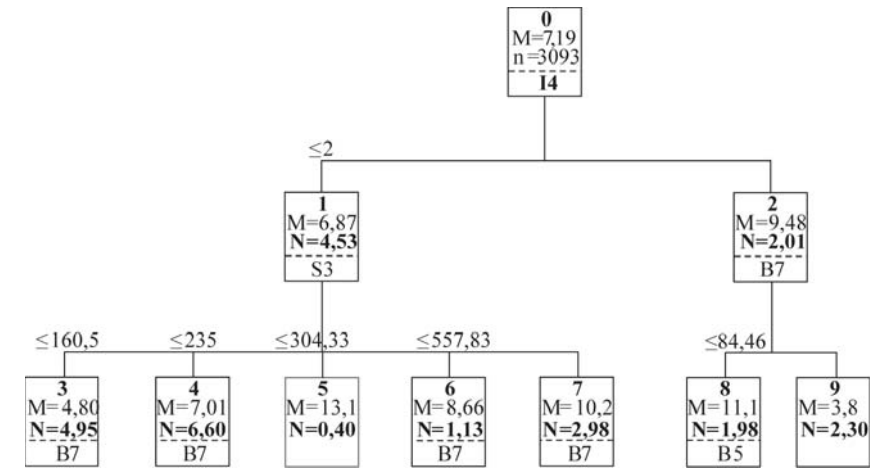 0
M=7,19
n=3093
I4
≤2
1
M=6,87
N=4,53
S3
2
M=9,48
N=2,01
B7
≤160,5
≤235
≤304,33
≤557,83
≤84,46
3
M=4,80
N=4,95
B7
4
M=7,01
N=6,60
B7
5
M=13,1
N=0,40
6
M=8,66
N=1,13
B7
7
M=10,2
N=2,98
B7
8
M=11,1
N=1,98
B5
9
M=3,8
N=2,30